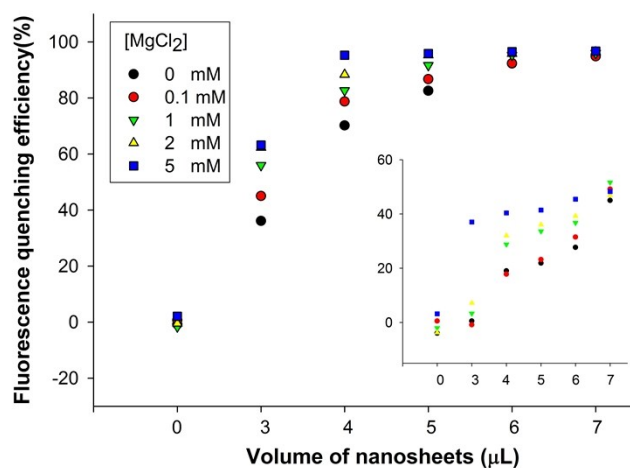 Fluorescence quenching efficiency(%)
100
80
60
40
20
0
-20
[MgCl2]
0 mM
0.1 mM
1 mM
2 mM
5 mM
60
40
20
0
0 3 4 5 6 7
0 3 4 5 6 7
Volume of nanosheets (µL)